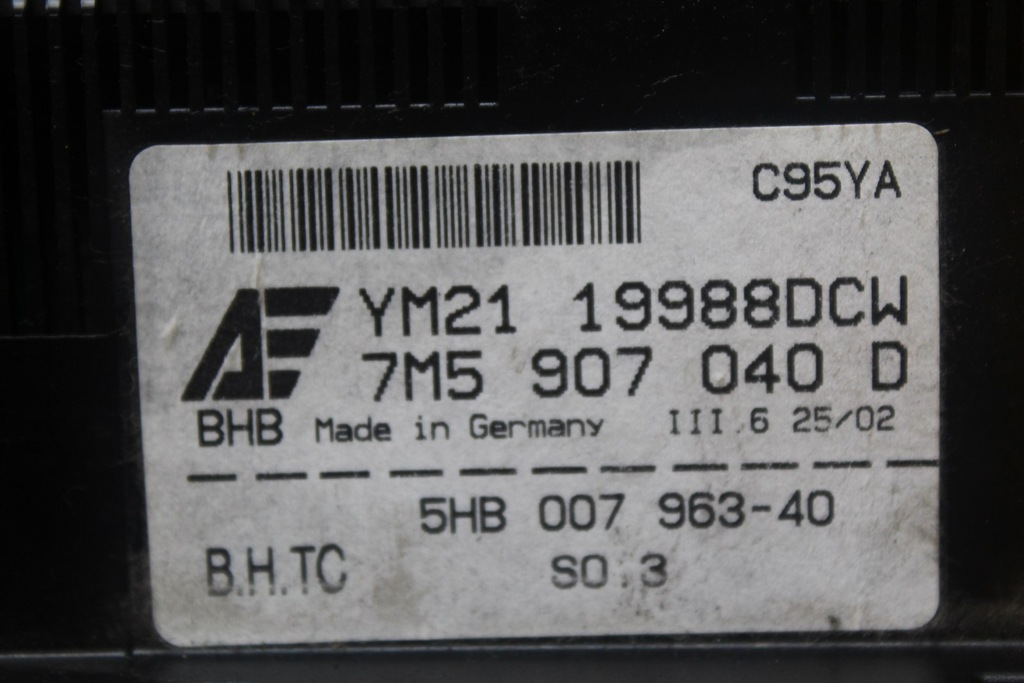 C95YA
AE YM21 19988DCW
7M5 907 040 D
BHB Made in Germany III.6 25/02
5HB 007 963-40
B.H.TC SO.3